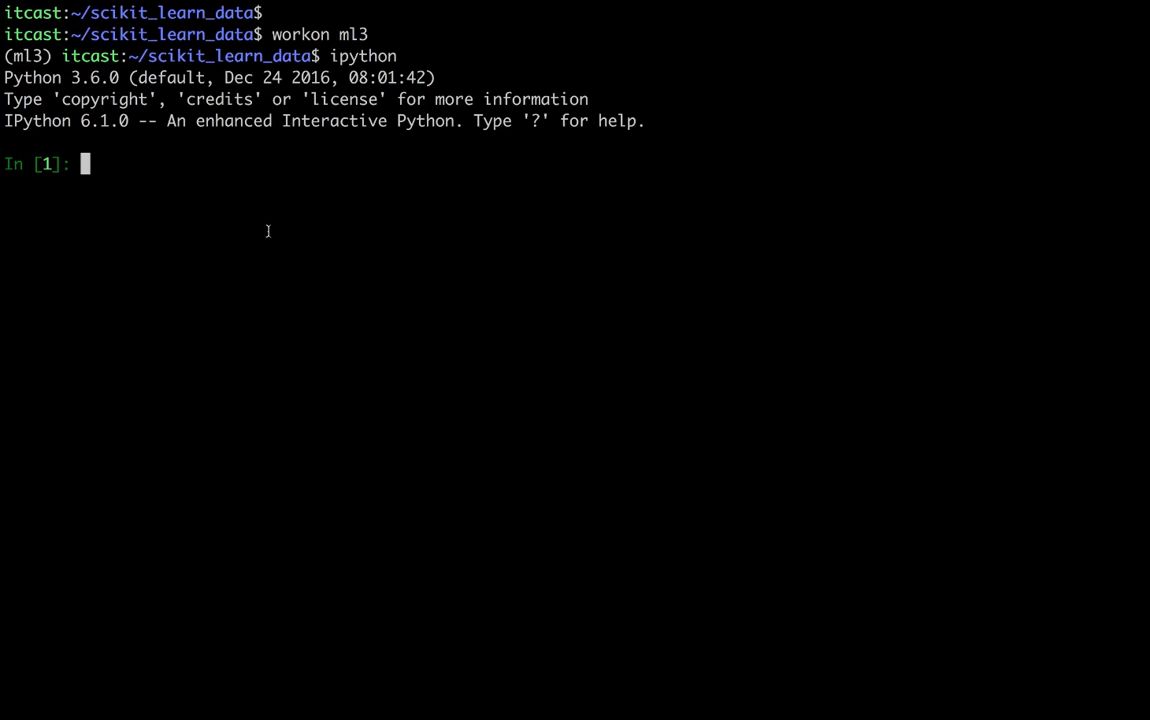 itcast:~/scikit_learn_data$
itcast:~/scikit_learn_data$ workon ml3
(ml3) itcast:~/scikit_learn_data$ ipython
Python 3.6.0 (default, Dec 24 2016, 08:01:42)
Type 'copyright', 'credits' or 'license' for more information
IPython 6.1.0 -- An enhanced Interactive Python. Type '?' for help.
In [1]: